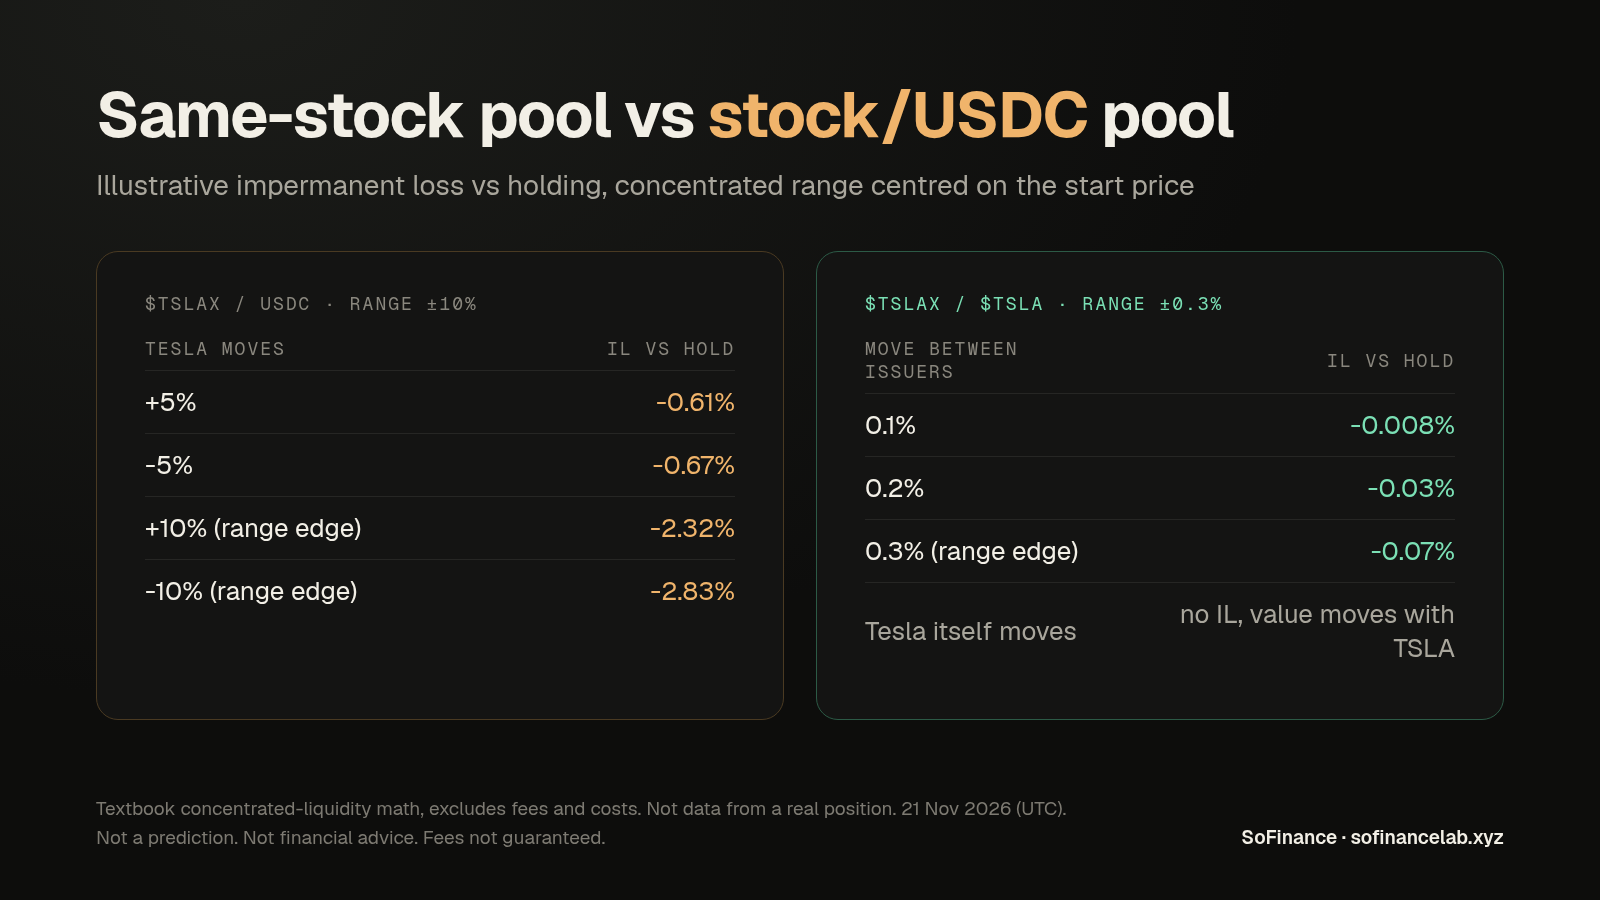 Same-stock pool vs stock/USDC pool
Illustrative impermanent loss vs holding, concentrated range centred on the start price
$TSLAX / USDC · RANGE ±10%
TESLA MOVES IL VS HOLD
+5% -0.61%
-5% -0.67%
+10% (range edge) -2.32%
-10% (range edge) -2.83%
$TSLAX / $TSLA · RANGE ±0.3%
MOVE BETWEEN
ISSUERS
IL VS HOLD
0.1% -0.008%
0.2% -0.03%
0.3% (range edge) -0.07%
Tesla itself moves
no IL, value moves with
TSLA
Textbook concentrated-liquidity math, excludes fees and costs. Not data from a real position. 21 Nov 2026 (UTC).
Not a prediction. Not financial advice. Fees not guaranteed.
SoFinance · sofinancelab.xyz